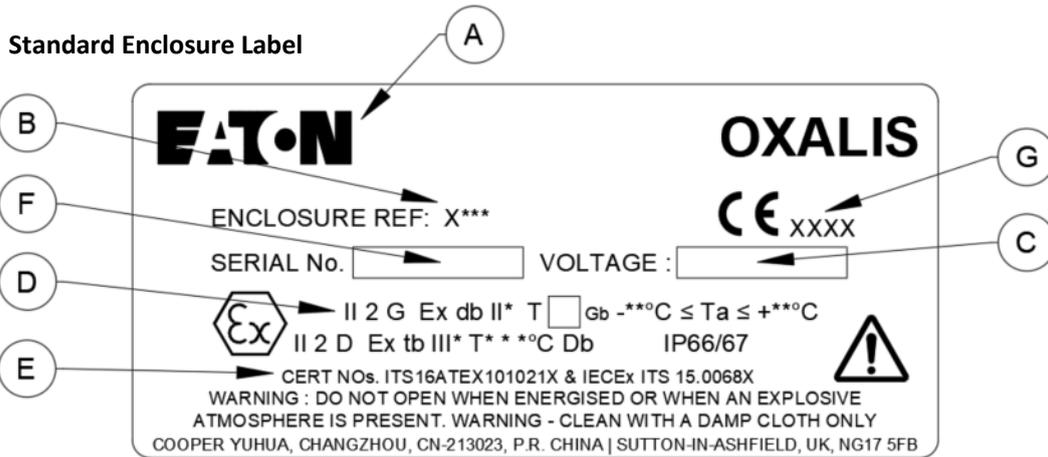 Standard Enclosure Label
A
B
EATON
OXALIS
G
F
ENCLOSURE REF: X***
CE XXXX
C
SERIAL No.
VOLTAGE :
D
II 2 G Ex db II* T Gb -**°C ≤ Ta ≤ +**°C
Ex
II 2 D Ex tb III* T* * *°C Db IP66/67
E
CERT NOs. ITS16ATEX101021X & IECEx ITS 15.0068X
WARNING : DO NOT OPEN WHEN ENERGISED OR WHEN AN EXPLOSIVE
ATMOSPHERE IS PRESENT. WARNING - CLEAN WITH A DAMP CLOTH ONLY
COOPER YUHUA, CHANGZHOU, CN-213023, P.R. CHINA | SUTTON-IN-ASHFIELD, UK, NG17 5FB